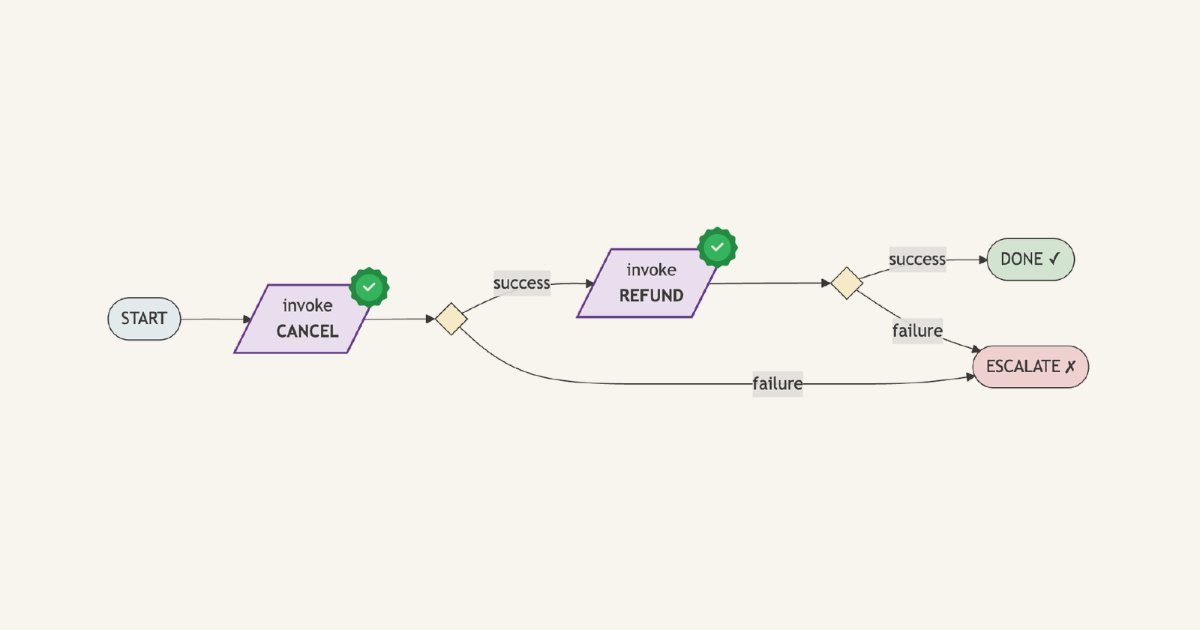 START
invoke
CANCEL
success
failure
invoke
REFUND
success
failure
DONE ✓
ESCALATE ✗